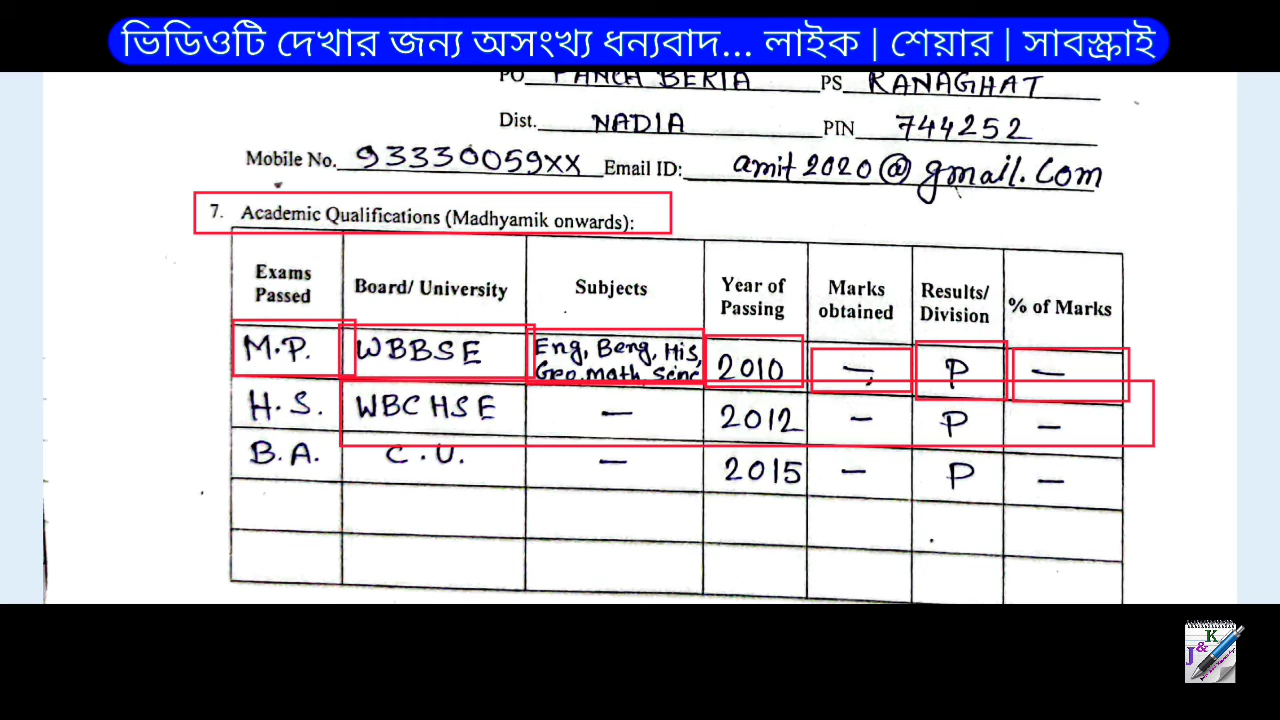 ভিডিওটি দেখার জন্য অসংখ্য ধন্যবাদ... লাইক | শেয়ার | সাবস্ক্রাই
PO PANCH BERIA PS RANAGHAT
Dist. NADIA PIN 744252
Mobile No. 93330059XX Email ID: amit2020@gmail.Com
7. Academic Qualifications (Madhyamik onwards):
Exams Passed Board/ University Subjects Year of Passing Marks obtained Results/ Division % of Marks
M.P. WBBSE Eng, Beng, His, Geo, math, Scinc 2010 — P —
H.S. WBCHSE — 2012 — P —
B.A. C.U. — 2015 — P —
J&K